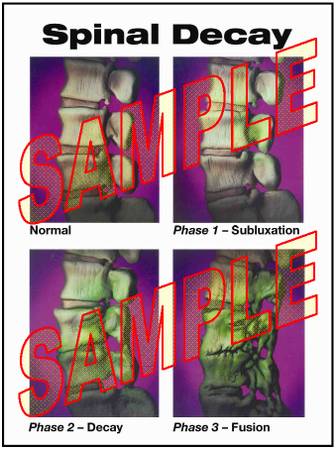 Spinal Decay
SAMPLE
Normal
Phase 1 – Subluxation
SAMPLE
Phase 2 – Decay
Phase 3 – Fusion